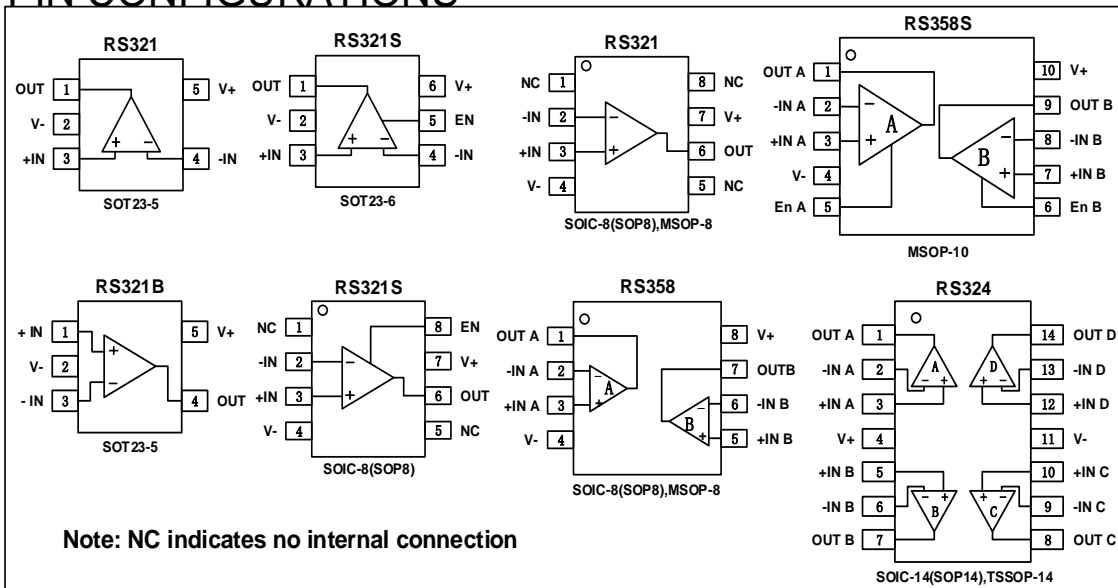 PIN CONFIGURATIONS
RS321
OUT 1 5 V+
V- 2
+IN 3 + - 4 -IN
SOT23-5
RS321S
OUT 1 6 V+
V- 2 5 EN
+IN 3 + - 4 -IN
SOT23-6
RS321
NC 1 8 NC
-IN 2 - 7 V+
+IN 3 + 6 OUT
V- 4 5 NC
SOIC-8(SOP8),MSOP-8
RS358S
OUT A 1 10 V+
-IN A 2 - A 9 OUT B
+IN A 3 + - 8 -IN B
V- 4 B + 7 +IN B
En A 5 6 En B
MSOP-10
RS321B
+ IN 1 + 5 V+
V- 2
- IN 3 - 4 OUT
SOT23-5
RS321S
NC 1 8 EN
-IN 2 - 7 V+
+IN 3 + 6 OUT
V- 4 5 NC
SOIC-8(SOP8)
RS358
OUT A 1 8 V+
-IN A 2 - A 7 OUTB
+IN A 3 + - 6 -IN B
V- 4 B + 5 +IN B
SOIC-8(SOP8),MSOP-8
RS324
OUT A 1 14 OUT D
-IN A 2 A - + D + - 13 -IN D
+IN A 3 12 +IN D
V+ 4 11 V-
+IN B 5 10 +IN C
-IN B 6 - + B + - C 9 -IN C
OUT B 7 8 OUT C
SOIC-14(SOP14),TSSOP-14
Note: NC indicates no internal connection